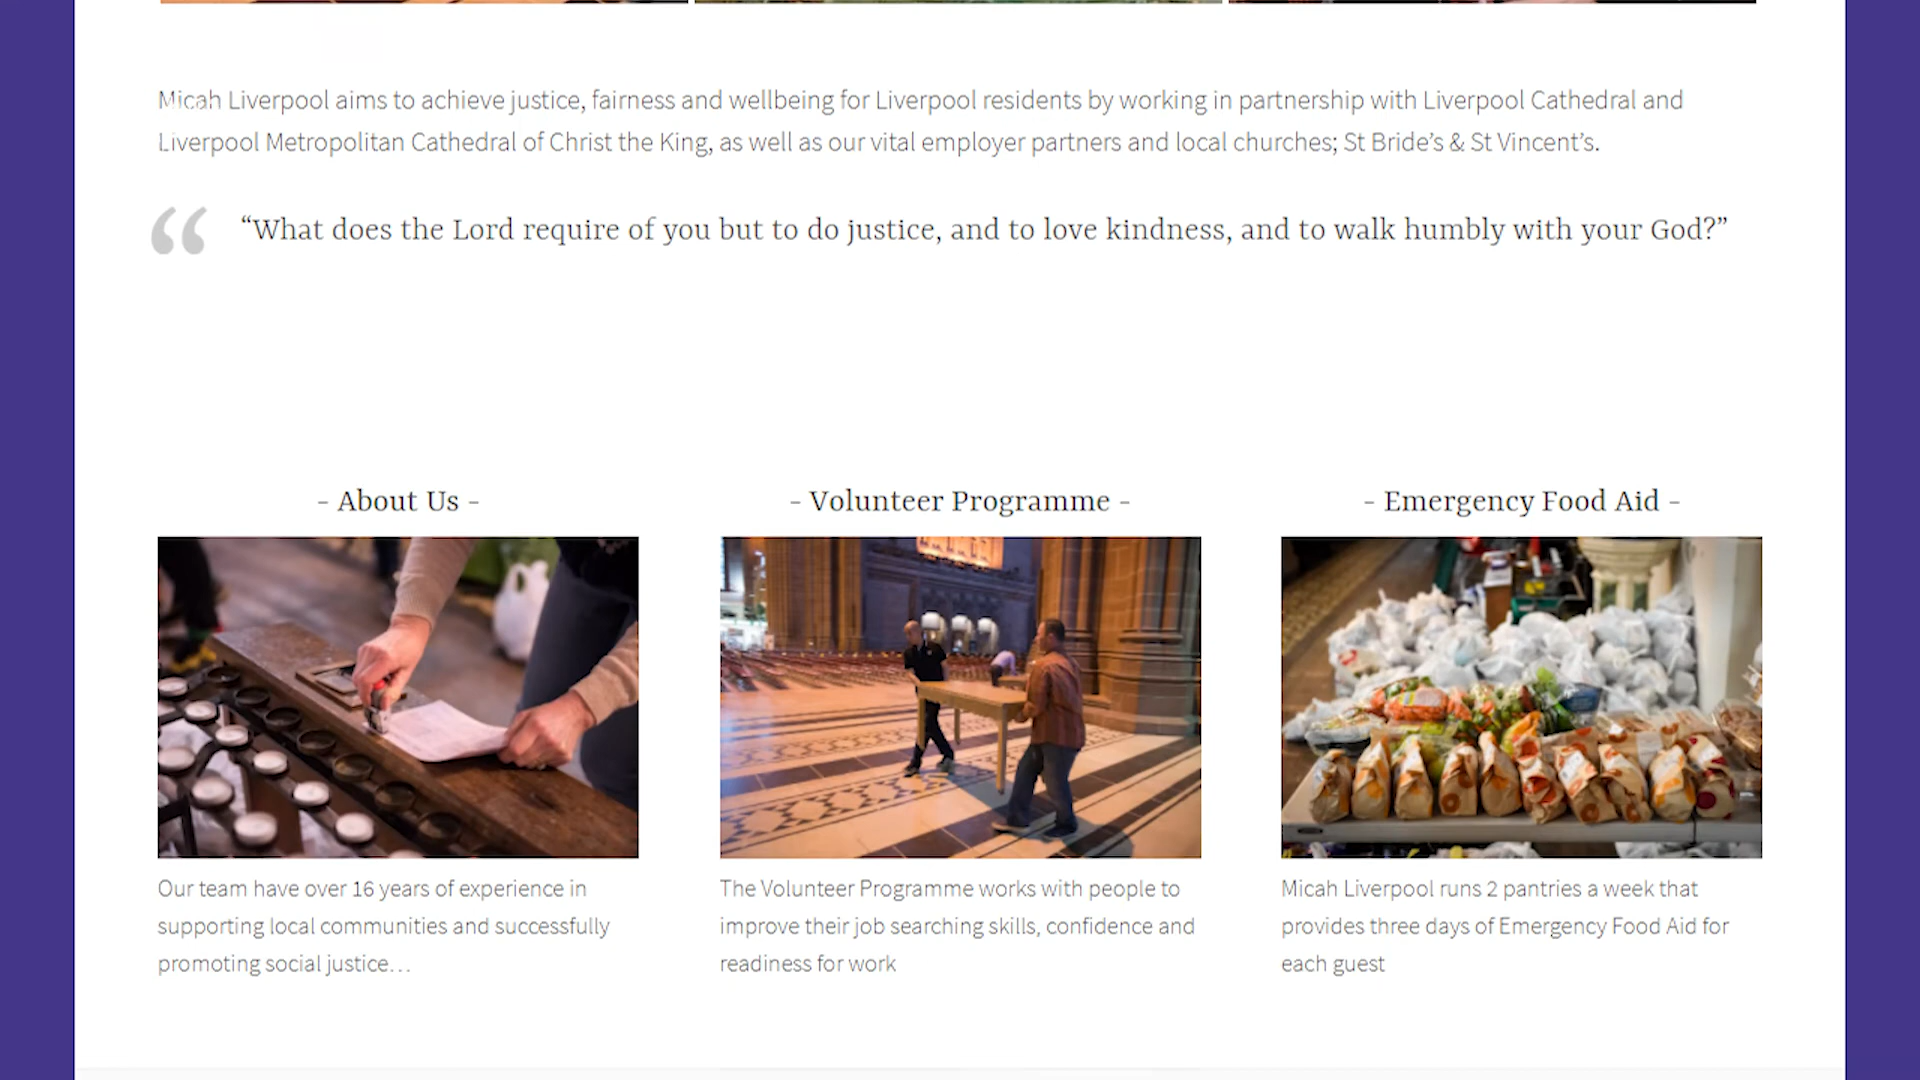 Micah Liverpool aims to achieve justice, fairness and wellbeing for Liverpool residents by working in partnership with Liverpool Cathedral and
Liverpool Metropolitan Cathedral of Christ the King, as well as our vital employer partners and local churches; St Bride’s & St Vincent’s.
“What does the Lord require of you but to do justice, and to love kindness, and to walk humbly with your God?”
- About Us -
- Volunteer Programme -
- Emergency Food Aid -
Our team have over 16 years of experience in
supporting local communities and successfully
promoting social justice…
The Volunteer Programme works with people to
improve their job searching skills, confidence and
readiness for work
Micah Liverpool runs 2 pantries a week that
provides three days of Emergency Food Aid for
each guest